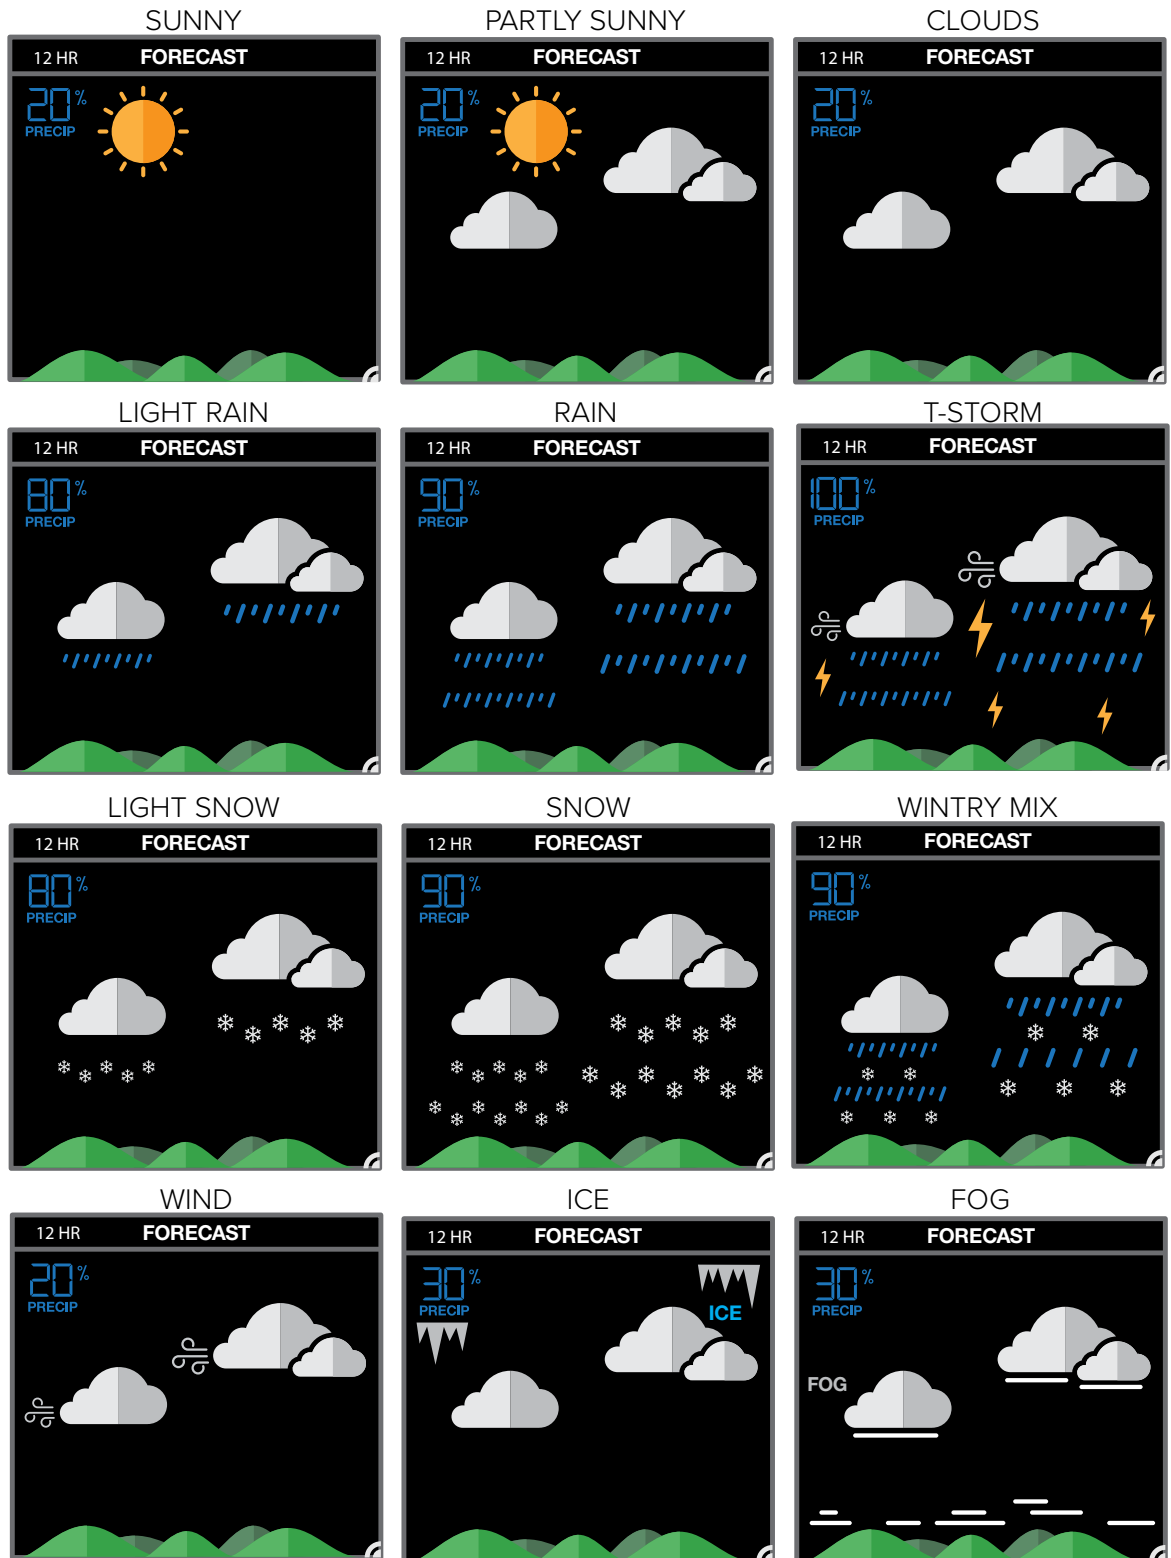 SUNNY
12 HR FORECAST
20%
PRECIP
PARTLY SUNNY
12 HR FORECAST
20%
PRECIP
CLOUDS
12 HR FORECAST
20%
PRECIP
LIGHT RAIN
12 HR FORECAST
80%
PRECIP
RAIN
12 HR FORECAST
90%
PRECIP
T-STORM
12 HR FORECAST
100%
PRECIP
LIGHT SNOW
12 HR FORECAST
80%
PRECIP
SNOW
12 HR FORECAST
90%
PRECIP
WINTRY MIX
12 HR FORECAST
90%
PRECIP
WIND
12 HR FORECAST
20%
PRECIP
ICE
12 HR FORECAST
30%
PRECIP
ICE
FOG
12 HR FORECAST
30%
PRECIP
FOG